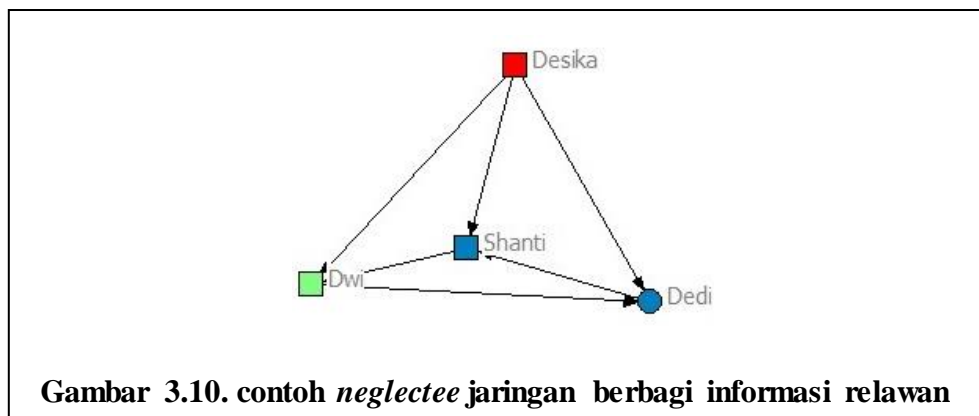 Desika
Shanti
Dwi
Dedi
Gambar 3.10. contoh neglectee jaringan berbagi informasi relawan